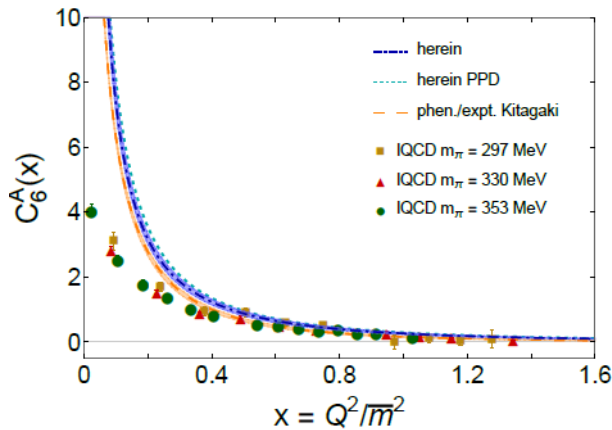 10
8
6
4
2
0
C₆ᴬ(x)
herein
herein PPD
phen./expt. Kitagaki
lQCD mπ = 297 MeV
lQCD mπ = 330 MeV
lQCD mπ = 353 MeV
0 0.4 0.8 1.2 1.6
x = Q²/m̅²